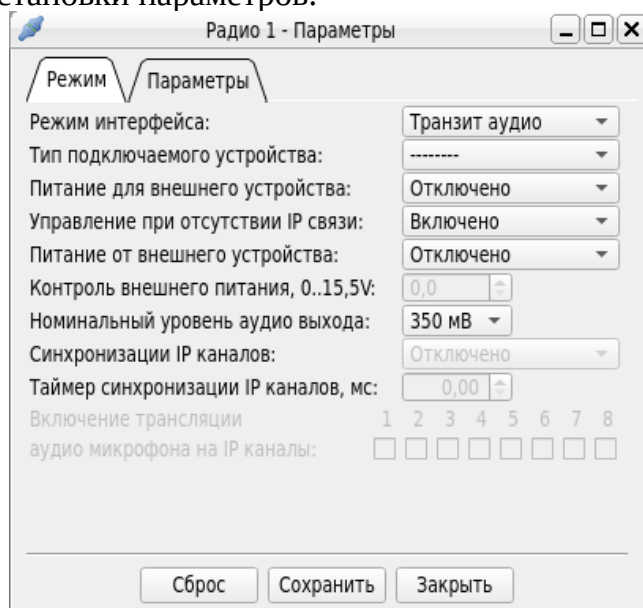 становки параметров.
Радио 1 - Параметры
Режим Параметры
Режим интерфейса: Транзит аудио
Тип подключаемого устройства: --------
Питание для внешнего устройства: Отключено
Управление при отсутствии IP связи: Включено
Питание от внешнего устройства: Отключено
Контроль внешнего питания, 0..15,5V: 0,0
Номинальный уровень аудио выхода: 350 мВ
Синхронизации IP каналов: Отключено
Таймер синхронизации IP каналов, мс: 0,00
Включение трансляции 1 2 3 4 5 6 7 8
аудио микрофона на IP каналы:
Сброс Сохранить Закрыть